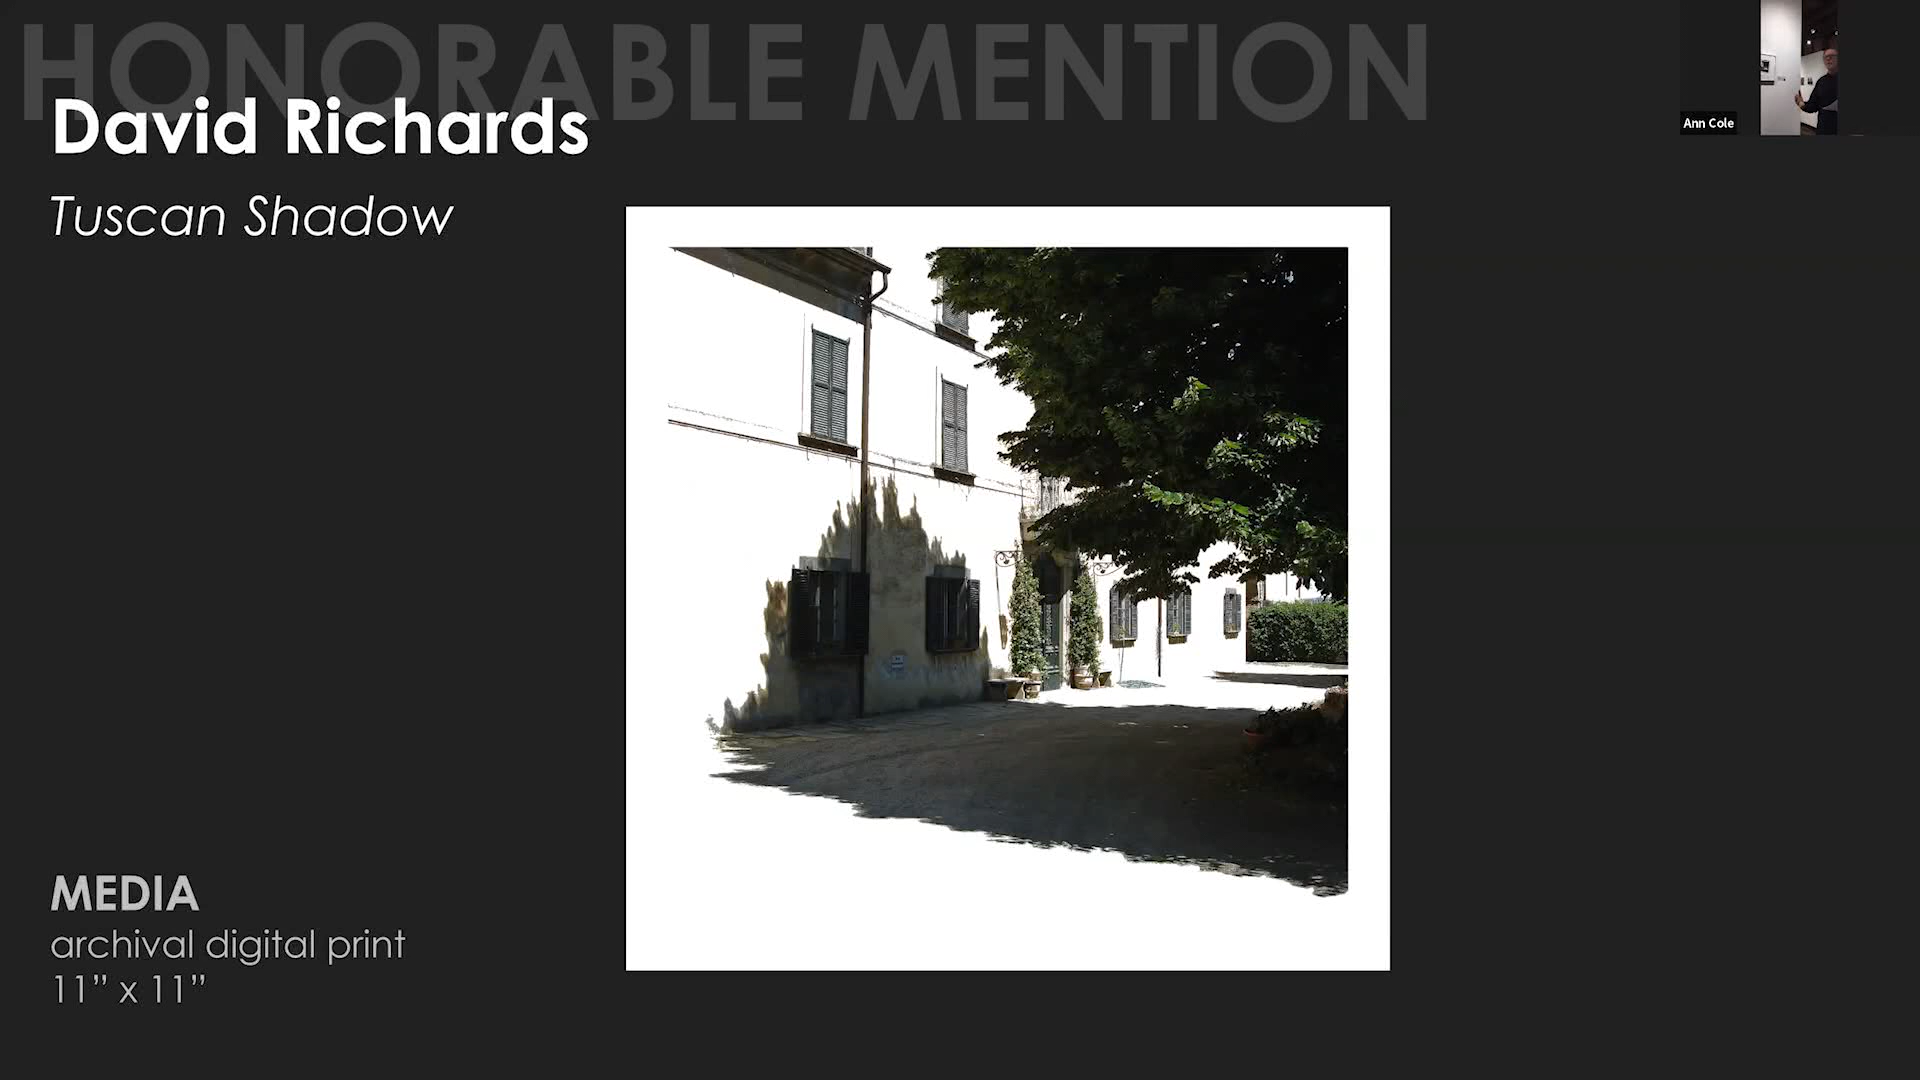 HONORABLE MENTION
David Richards
Tuscan Shadow
Ann Cole
MEDIA
archival digital print
11” x 11”